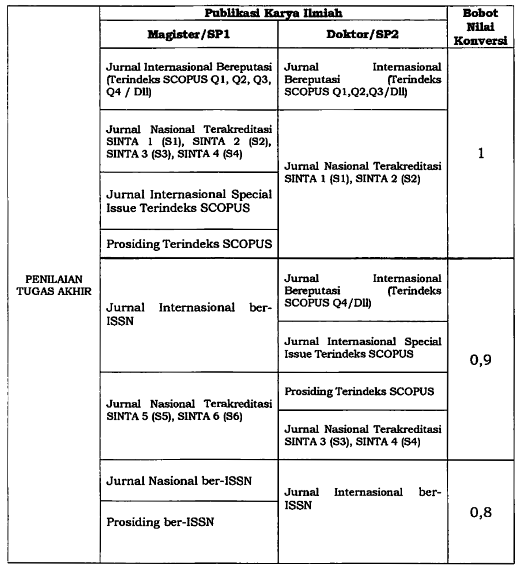 Publikasi Karya Ilmiah
Bobot
Nilai
Konversi
Magister/SP1
Doktor/SP2
PENILAIAN
TUGAS AKHIR
Jurnal Internasional Bereputasi
(Terindeks SCOPUS Q1, Q2, Q3,
Q4 / Dll)
Jurnal Internasional
Bereputasi (Terindeks
SCOPUS Q1,Q2,Q3/Dll)
1
Jurnal Nasional Terakreditasi
SINTA 1 (S1), SINTA 2 (S2),
SINTA 3 (S3), SINTA 4 (S4)
Jurnal Nasional Terakreditasi
SINTA 1 (S1), SINTA 2 (S2)
Jurnal Internasional Special
Issue Terindeks SCOPUS
Prosiding Terindeks SCOPUS
Jurnal Internasional ber-
ISSN
Jurnal Internasional
Bereputasi (Terindeks
SCOPUS Q4/Dll)
0,9
Jurnal Internasional Special
Issue Terindeks SCOPUS
Jurnal Nasional Terakreditasi
SINTA 5 (S5), SINTA 6 (S6)
Prosiding Terindeks SCOPUS
Jurnal Nasional Terakreditasi
SINTA 3 (S3), SINTA 4 (S4)
Jurnal Nasional ber-ISSN
Jurnal Internasional ber-
ISSN
0,8
Prosiding ber-ISSN